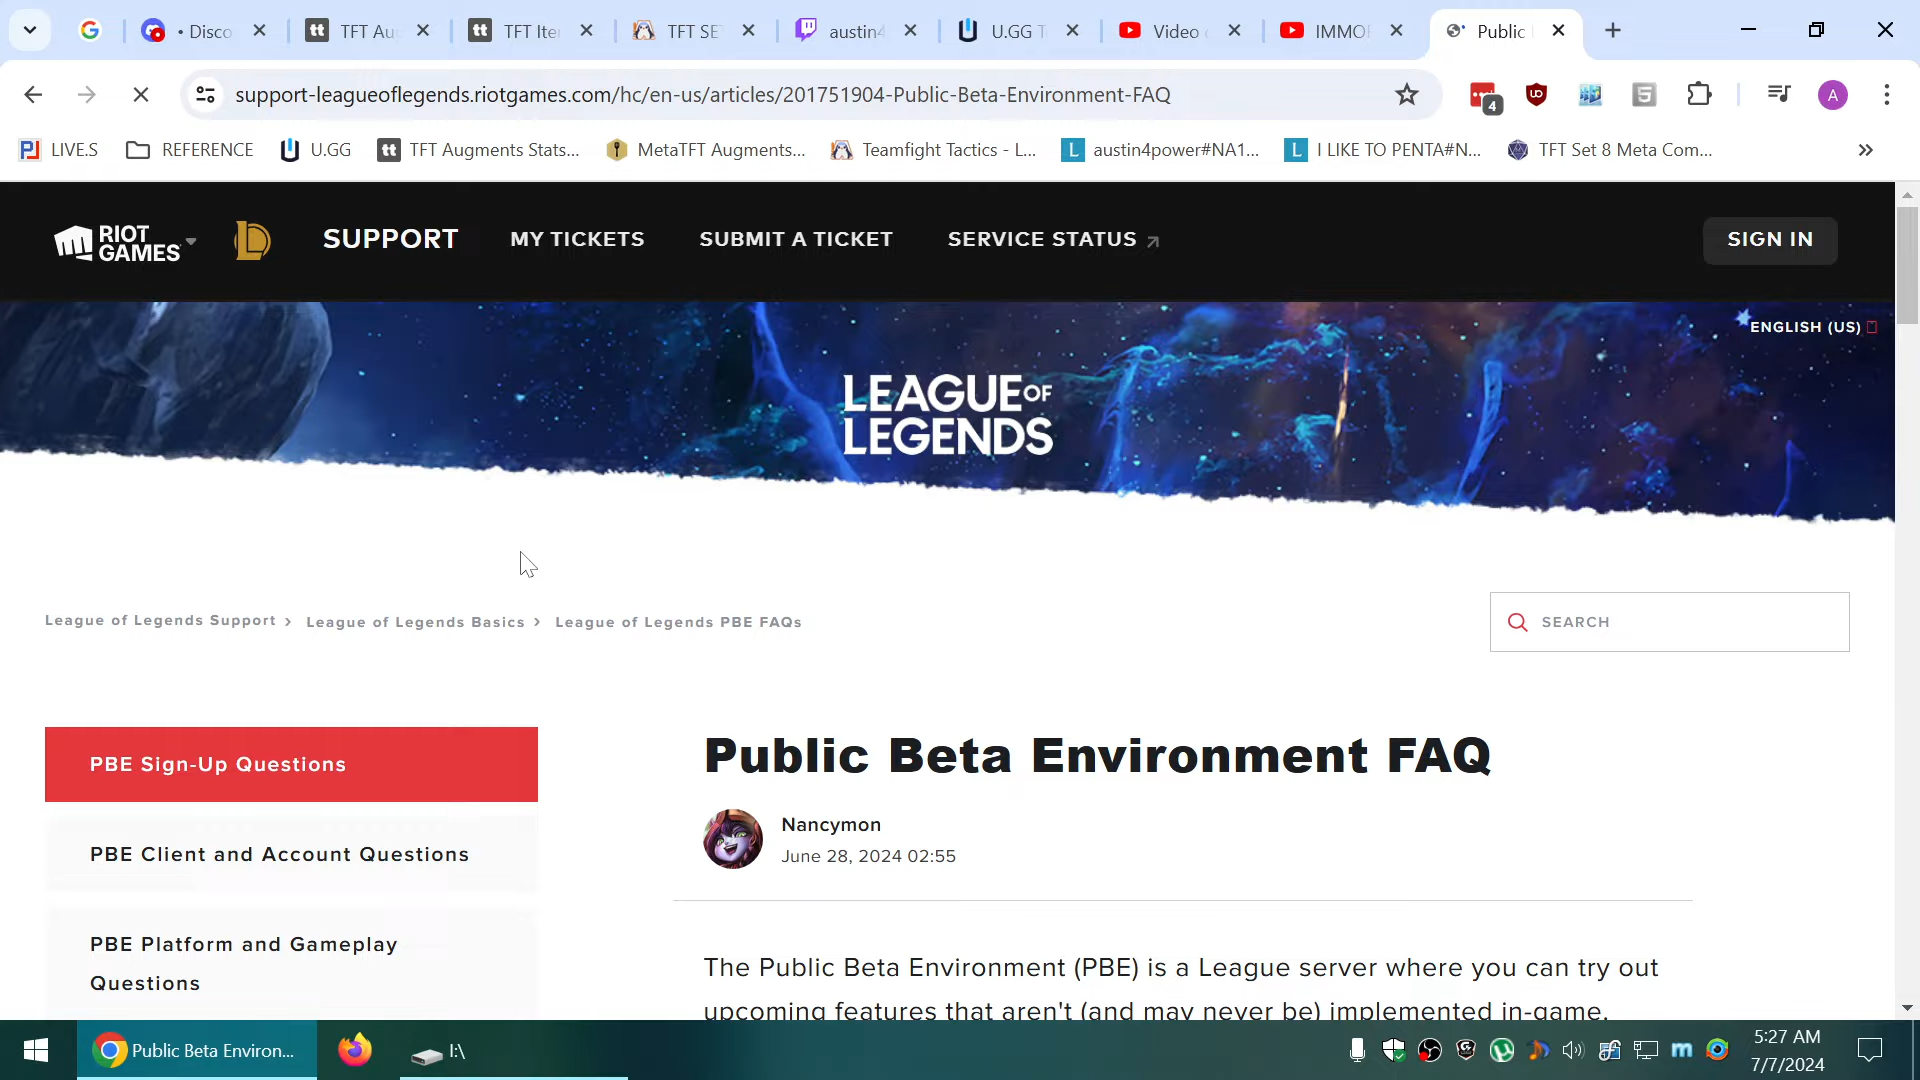 • Disco
TFT Au
TFT Ite
TFT SE
austin4
U.GG T
Video
IMMO
Public
support-leagueoflegends.riotgames.com/hc/en-us/articles/201751904-Public-Beta-Environment-FAQ
4
A
LIVE.S
REFERENCE
U.GG
TFT Augments Stats...
MetaTFT Augments...
Teamfight Tactics - L...
austin4power#NA1...
I LIKE TO PENTA#N...
TFT Set 8 Meta Com...
RIOT GAMES
SUPPORT
MY TICKETS
SUBMIT A TICKET
SERVICE STATUS
SIGN IN
ENGLISH (US)
LEAGUE OF
LEGENDS
League of Legends Support > League of Legends Basics > League of Legends PBE FAQs
SEARCH
PBE Sign-Up Questions
PBE Client and Account Questions
PBE Platform and Gameplay
Questions
Public Beta Environment FAQ
Nancymon
June 28, 2024 02:55
The Public Beta Environment (PBE) is a League server where you can try out
upcoming features that aren't (and may never be) implemented in-game.
Public Beta Environ...
I:\
5:27 AM
7/7/2024